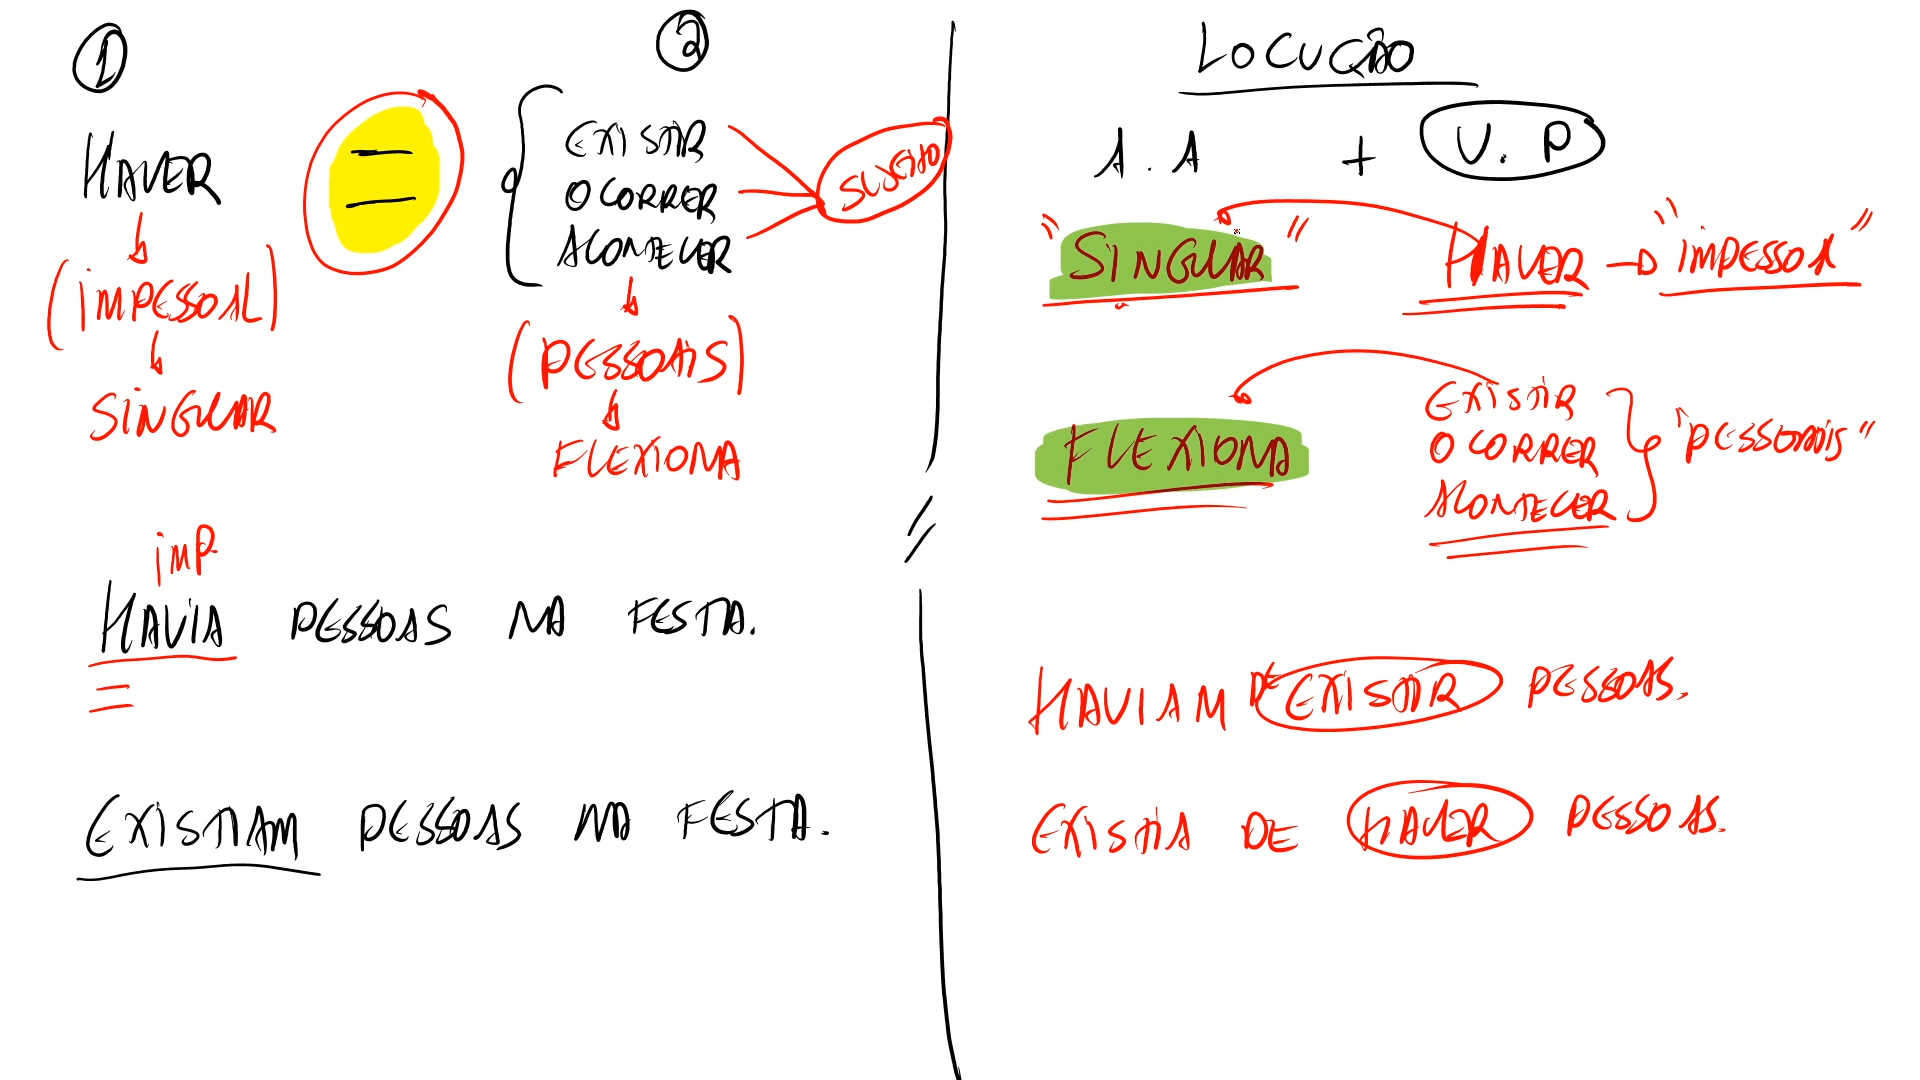 1
HAVER
(IMPESSOAL)
SINGULAR
2
EXISTIR
OCORRER
ACONTECER
SUJEITO
(PESSOAIS)
FLEXIONA
IMP.
HAVIA PESSOAS NA FESTA.
EXISTIAM PESSOAS NA FESTA.
LOCUÇÃO
A.A + V.P
"SINGULAR" HAVER → "IMPESSOAL"
FLEXIONA
EXISTIR
OCORRER
ACONTECER
"PESSOAIS"
HAVIAM DE EXISTIR PESSOAS.
EXISTIA DE HAVER PESSOAS.